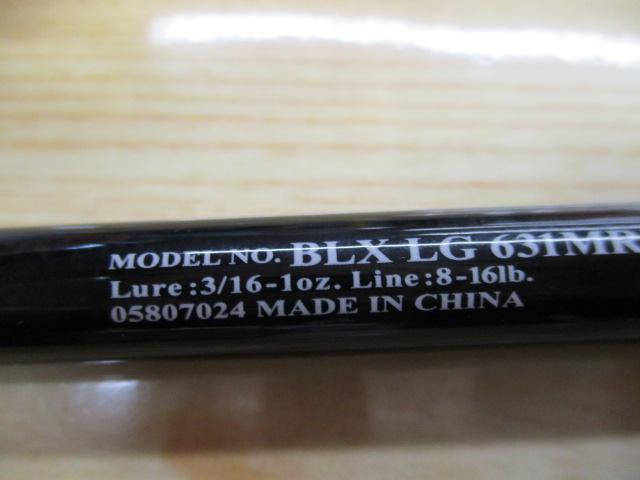 MODEL NO. BLX LG 631MR
Lure:3/16-1oz. Line:8-16lb.
05807024 MADE IN CHINA